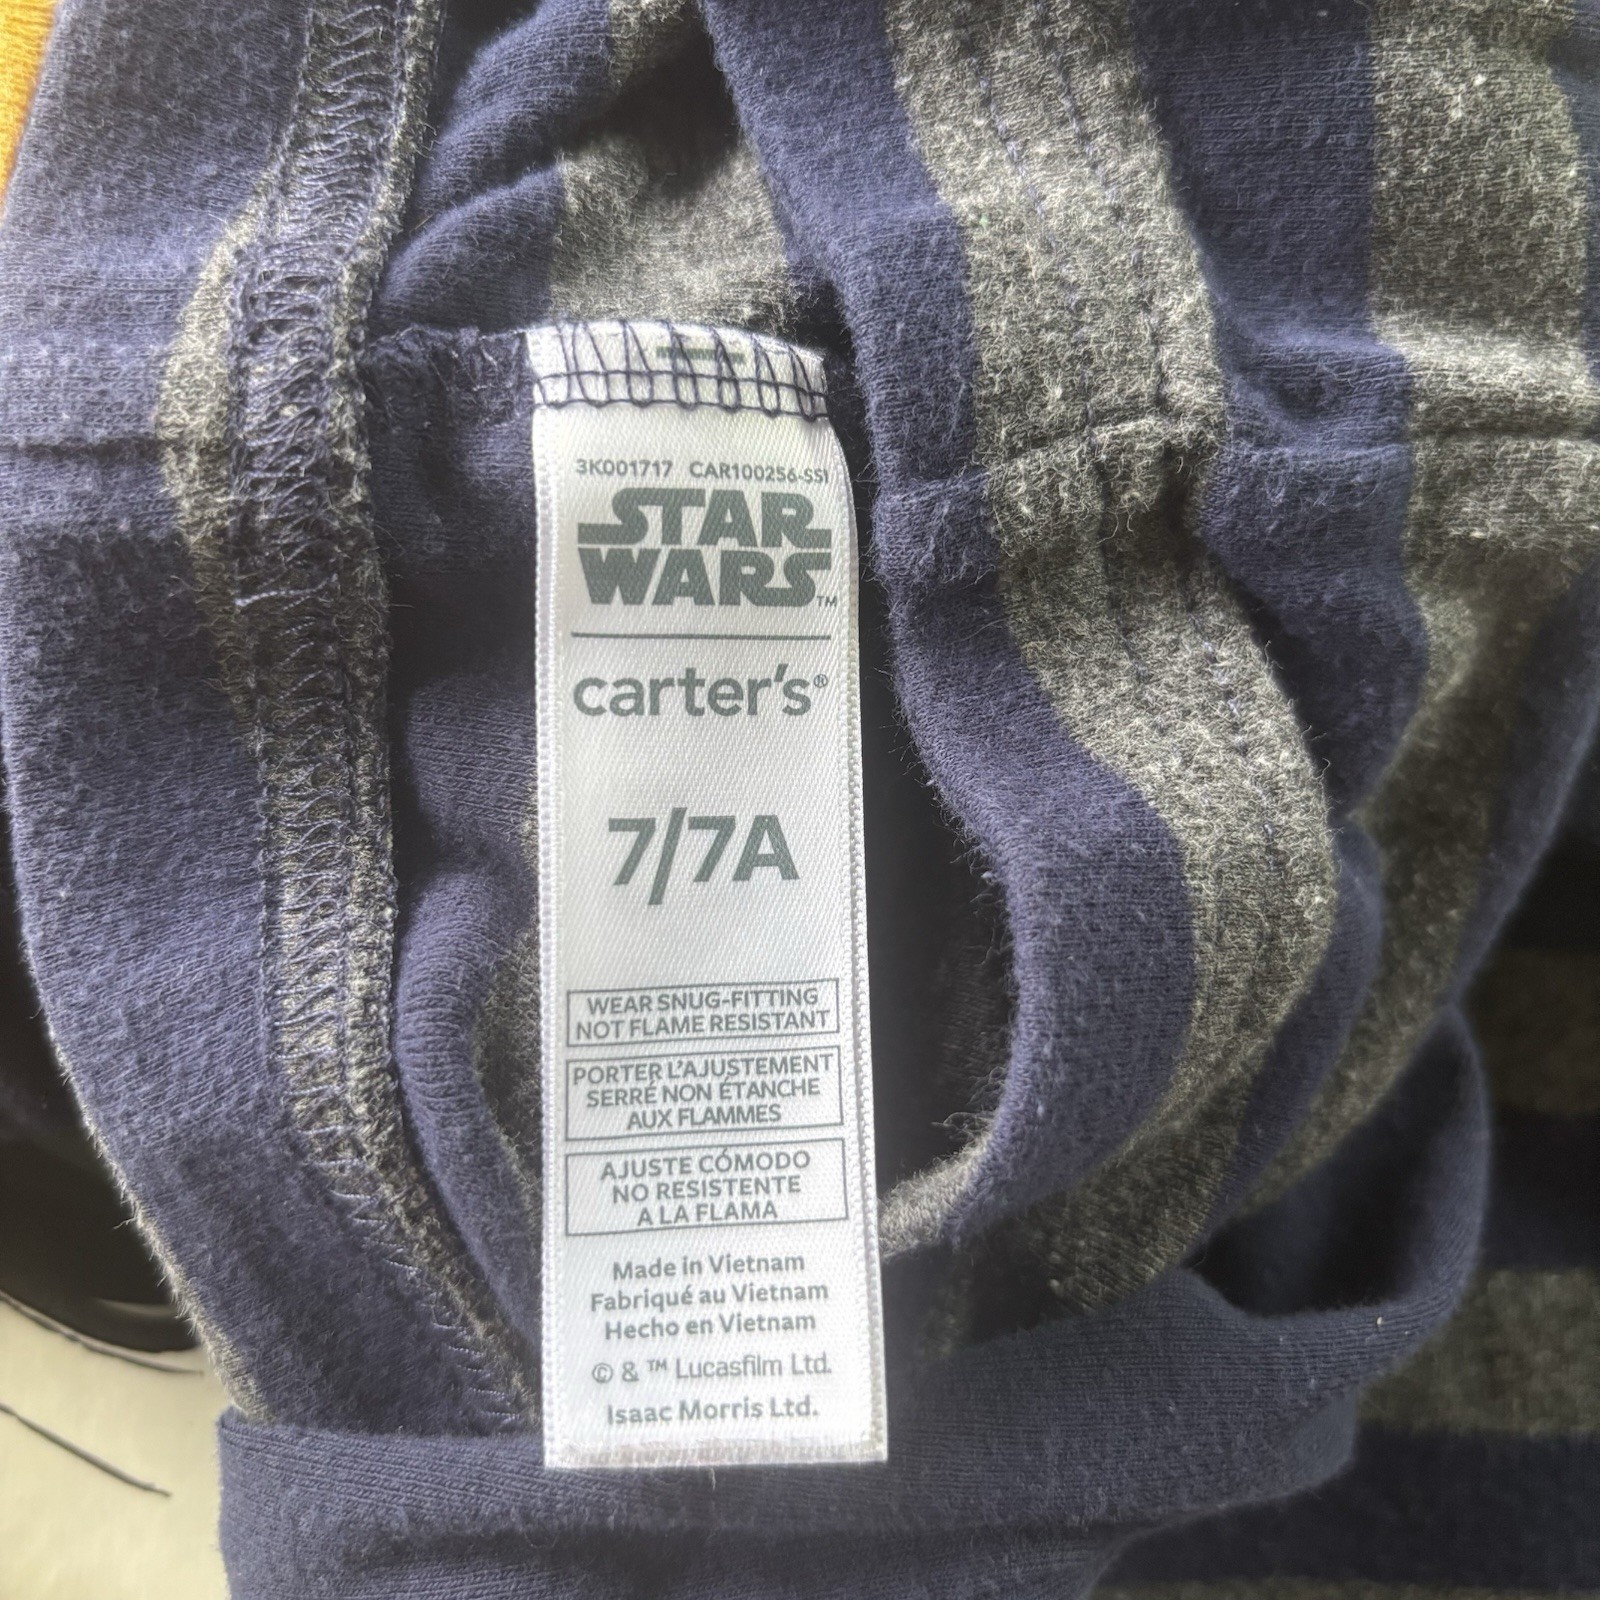 3K001717 CAR100256-SSI
STAR
WARS™
carter's®
7/7A
WEAR SNUG-FITTING
NOT FLAME RESISTANT
PORTER L'AJUSTEMENT
SERRÉ NON ÉTANCHE
AUX FLAMMES
AJUSTE CÓMODO
NO RESISTENTE
A LA FLAMA
Made in Vietnam
Fabriqué au Vietnam
Hecho en Vietnam
© & ™ Lucasfilm Ltd.
Isaac Morris Ltd.